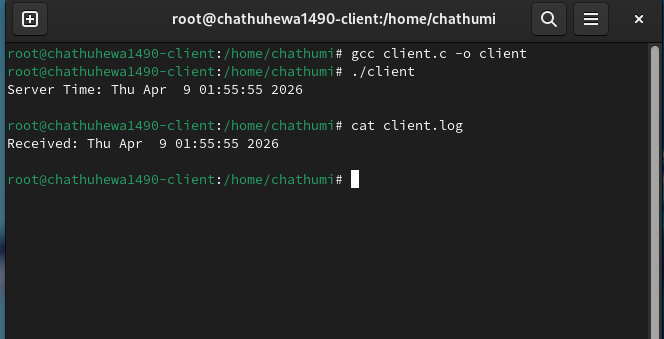 root@chathuhewa1490-client:/home/chathumi
root@chathuhewa1490-client:/home/chathumi# gcc client.c -o client
root@chathuhewa1490-client:/home/chathumi# ./client
Server Time: Thu Apr  9 01:55:55 2026
root@chathuhewa1490-client:/home/chathumi# cat client.log
Received: Thu Apr  9 01:55:55 2026
root@chathuhewa1490-client:/home/chathumi#